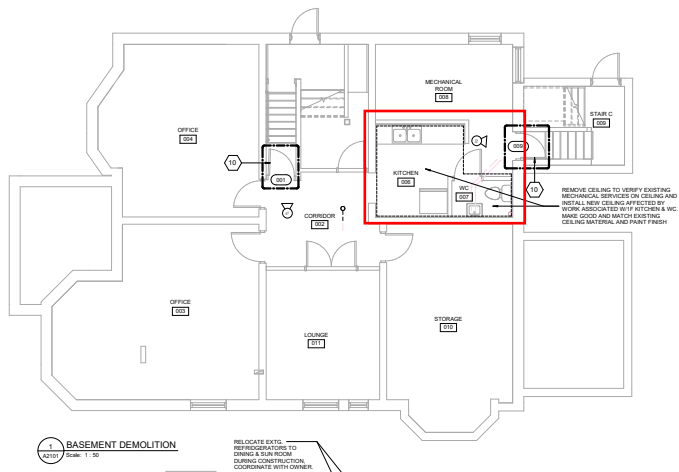 MECHANICAL
ROOM
008
STAIR C
009
OFFICE
004
10
001
009
KITCHEN
006
WC
007
10
REMOVE CEILING TO VERIFY EXISTING
MECHANICAL SERVICES ON CEILING AND
INSTALL NEW CEILING AFFECTED BY
WORK ASSOCIATED W/1F KITCHEN & WC.
MAKE GOOD AND MATCH EXISTING
CEILING MATERIAL AND PAINT FINISH
CORRIDOR
002
OFFICE
003
STORAGE
010
LOUNGE
011
1
A2101
BASEMENT DEMOLITION
Scale: 1 : 50
RELOCATE EXTG.
REFRIDGERATORS TO
DINING & SUN ROOM
DURING CONSTRUCTION,
COORDINATE WITH OWNER.